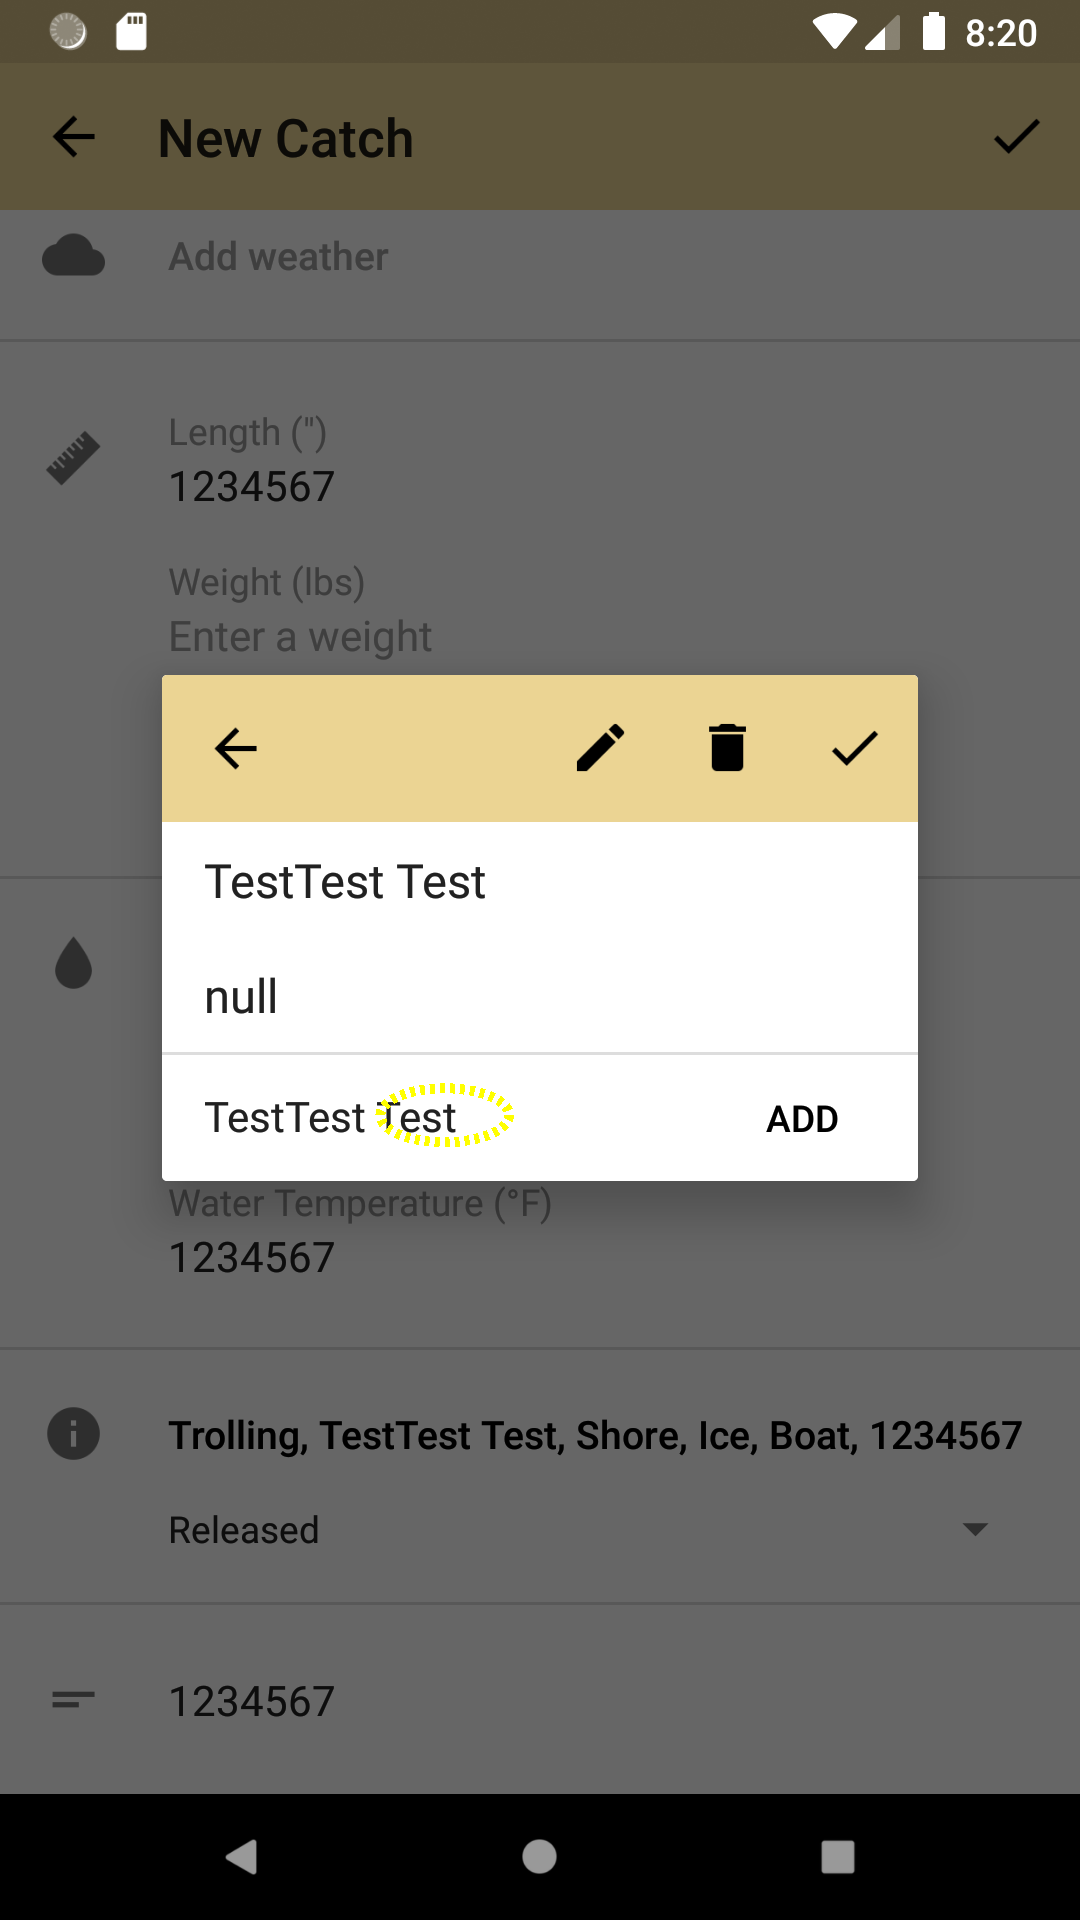 8:20
New Catch
Add weather
Length (")
1234567
Weight (lbs)
Enter a weight
TestTest Test
null
TestTest Test ADD
Water Temperature (°F)
1234567
Trolling, TestTest Test, Shore, Ice, Boat, 1234567
Released
1234567